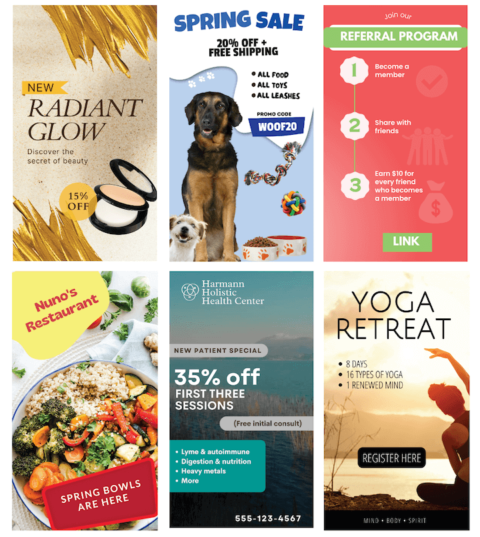 NEW
RADIANT
GLOW
Discover the
secret of beauty
15%
OFF
SPRING SALE
20% OFF +
FREE SHIPPING
• ALL FOOD
• ALL TOYS
• ALL LEASHES
PROMO CODE
WOOF20
Join our
REFERRAL PROGRAM
1
Become a
member
2
Share with
friends
3
Earn $10 for
every friend
who becomes
a member
$
LINK
Nuno's
Restaurant
SPRING BOWLS
ARE HERE
Harmann
Holistic
Health Center
NEW PATIENT SPECIAL
35% off
FIRST THREE
SESSIONS
(Free initial consult)
• Lyme & autoimmune
• Digestion & nutrition
• Heavy metals
• More
555-123-4567
YOGA
RETREAT
• 8 DAYS
• 16 TYPES OF YOGA
• 1 RENEWED MIND
REGISTER HERE
MIND • BODY • SPIRIT